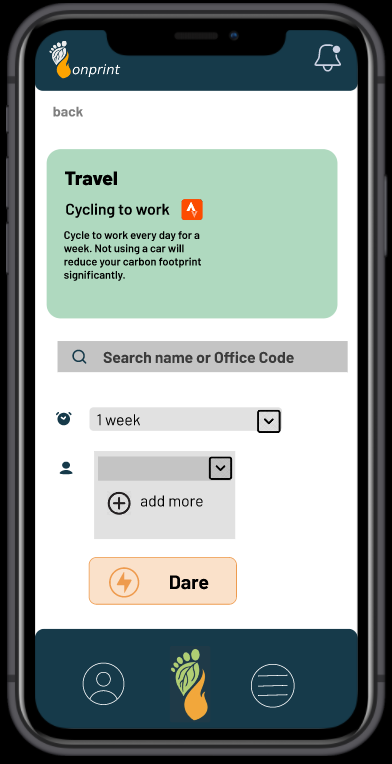 onprint
back
Travel
Cycling to work
Cycle to work every day for a
week. Not using a car will
reduce your carbon footprint
significantly.
Search name or Office Code
1 week
add more
Dare